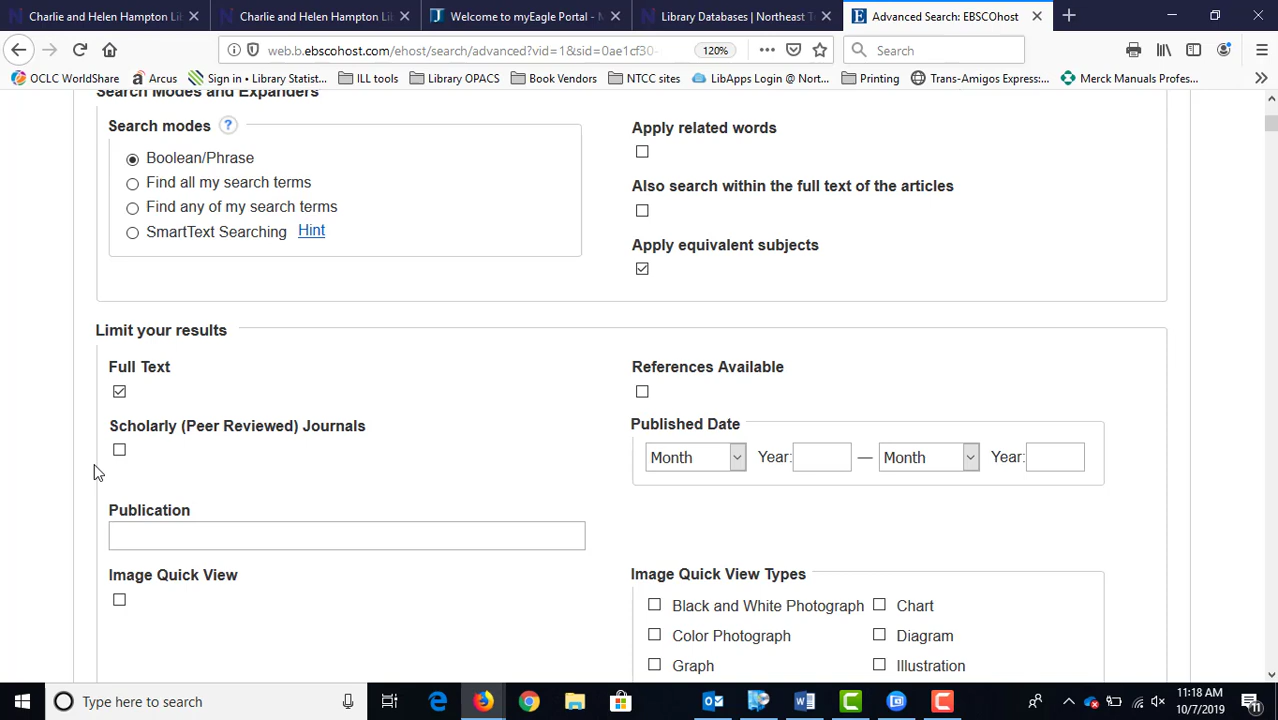 Charlie and Helen Hampton Li
Charlie and Helen Hampton Li
Welcome to myEagle Portal - M
Library Databases | Northeast T
Advanced Search: EBSCOhost
web.b.ebscohost.com/ehost/search/advanced?vid=1&sid=0ae1cf30-
120%
Search
OCLC WorldShare
Arcus
Sign in • Library Statist...
ILL tools
Library OPACS
Book Vendors
NTCC sites
LibApps Login @ Nort...
Printing
Trans-Amigos Express:...
Merck Manuals Profes...
Search Modes and Expanders
Search modes ?
Boolean/Phrase
Find all my search terms
Find any of my search terms
SmartText Searching Hint
Apply related words
Also search within the full text of the articles
Apply equivalent subjects
Limit your results
Full Text
References Available
Scholarly (Peer Reviewed) Journals
Published Date
Month Year: — Month Year:
Publication
Image Quick View
Image Quick View Types
Black and White Photograph Chart
Color Photograph Diagram
Graph Illustration
Type here to search
11:18 AM
10/7/2019
11